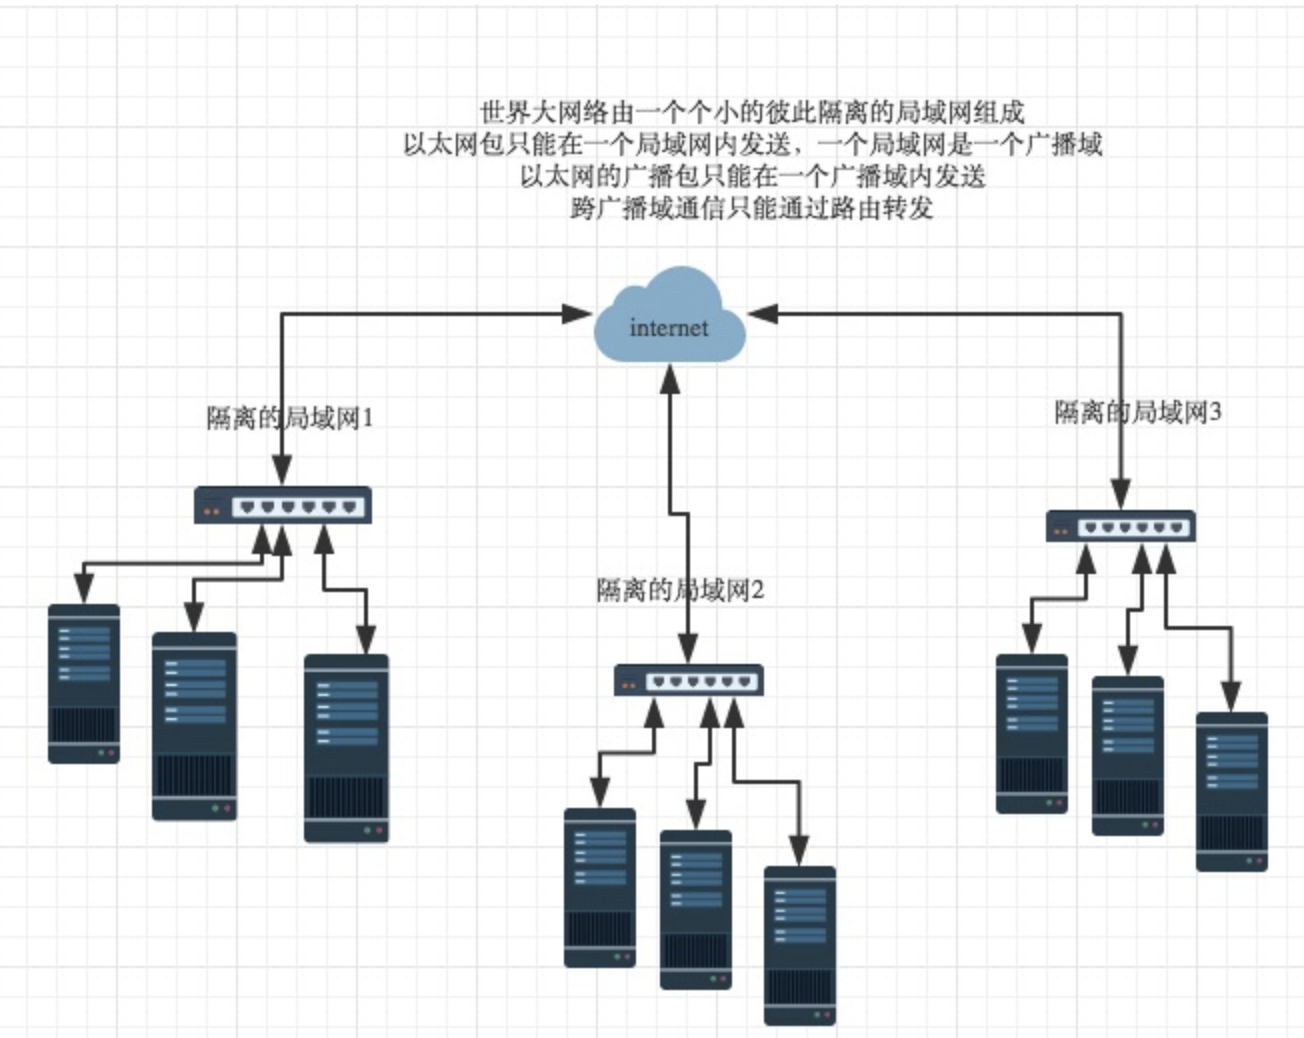 世界大网络由一个个小的彼此隔离的局域网组成
以太网包只能在一个局域网内发送，一个局域网是一个广播域
以太网的广播包只能在一个广播域内发送
跨广播域通信只能通过路由转发
internet
隔离的局域网1
隔离的局域网3
隔离的局域网2